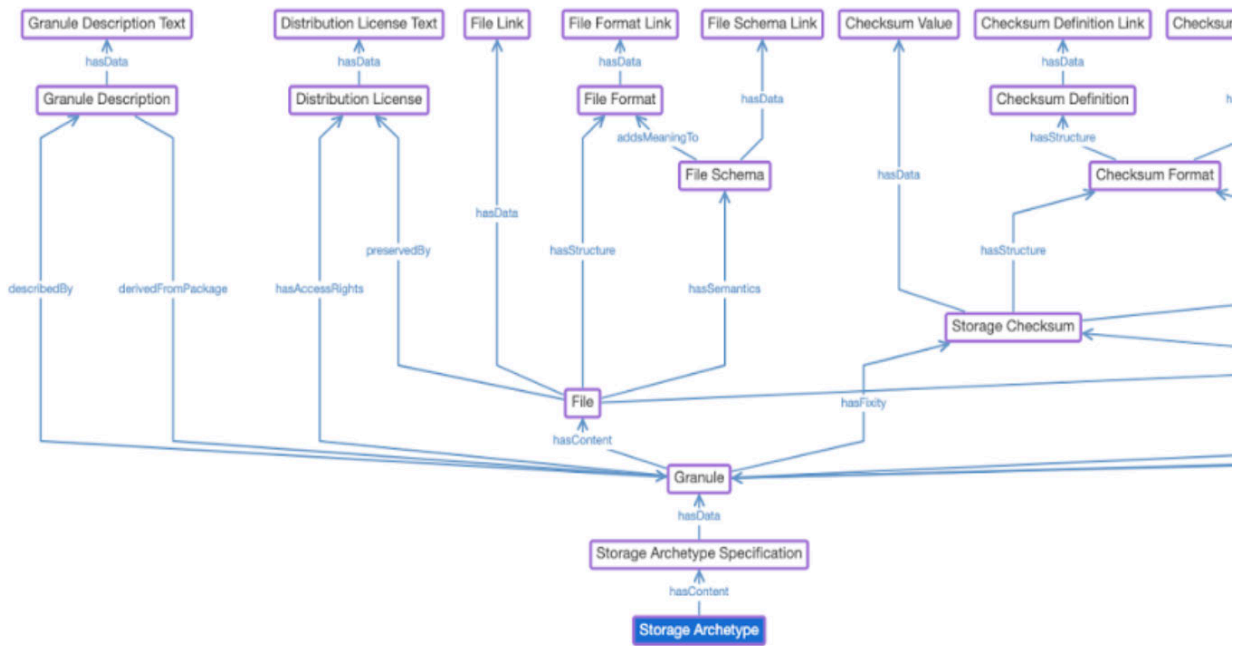 Granule Description Text
Distribution License Text
File Link
File Format Link
File Schema Link
Checksum Value
Checksum Definition Link
Checksum
hasData
hasData
hasData
hasData
Granule Description
Distribution License
File Format
hasData
Checksum Definition
addsMeaningTo
hasStructure
File Schema
Checksum Format
hasData
hasData
preservedBy
hasStructure
hasStructure
describedBy
derivedFromPackage
hasAccessRights
hasSemantics
Storage Checksum
File
hasFixity
hasContent
Granule
hasData
Storage Archetype Specification
hasContent
Storage Archetype